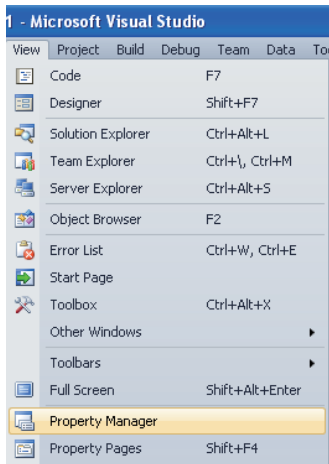 1 - Microsoft Visual Studio
View Project Build Debug Team Data To
Code F7
Designer Shift+F7
Solution Explorer Ctrl+Alt+L
Team Explorer Ctrl+\, Ctrl+M
Server Explorer Ctrl+Alt+S
Object Browser F2
Error List Ctrl+W, Ctrl+E
Start Page
Toolbox Ctrl+Alt+X
Other Windows
Toolbars
Full Screen Shift+Alt+Enter
Property Manager
Property Pages Shift+F4